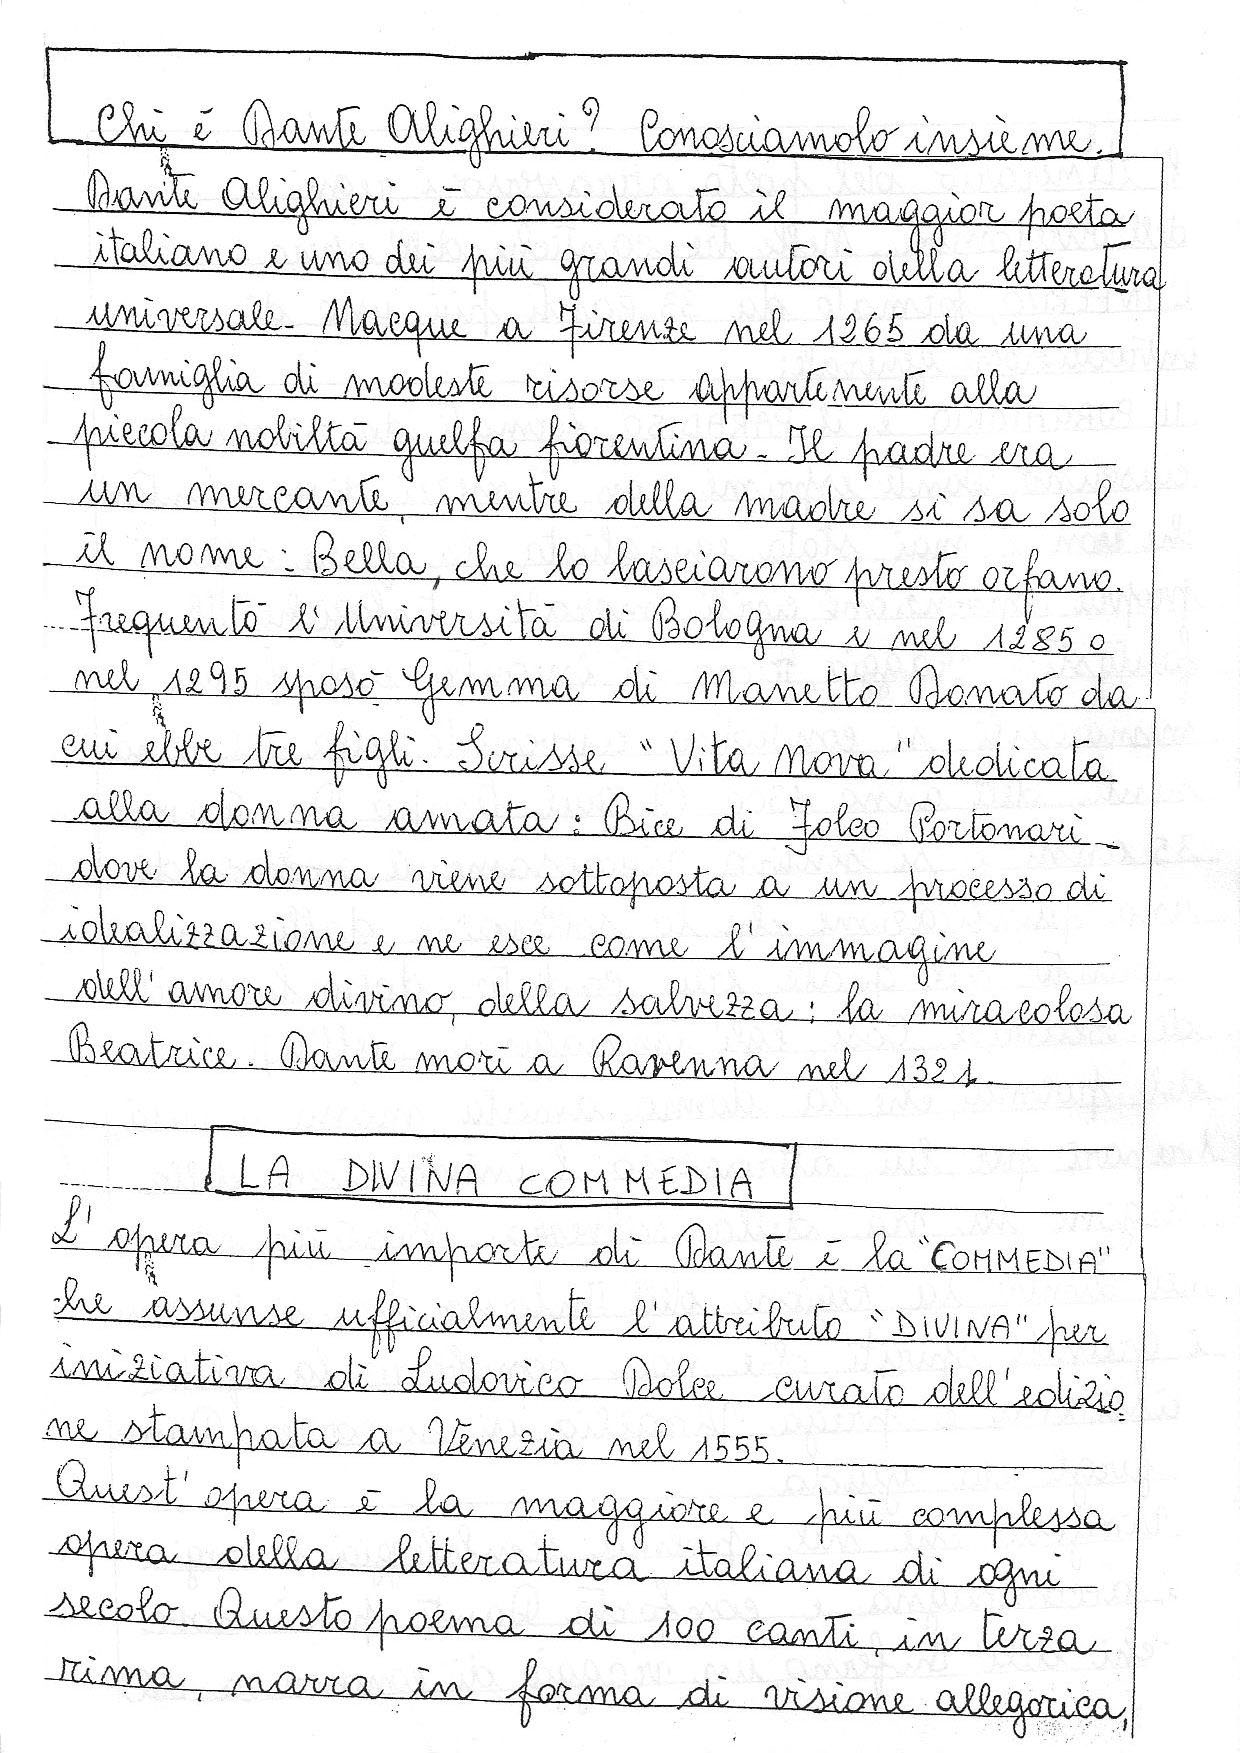 Chi è Dante Alighieri? Conosciamolo insieme.
Dante Alighieri è considerato il maggior poeta
italiano e uno dei più grandi autori della letteratura
universale. Nacque a Firenze nel 1265 da una
famiglia di modeste risorse appartenente alla
piccola nobiltà guelfa fiorentina. Il padre era
un mercante, mentre della madre si sa solo
il nome: Bella, che lo lasciarono presto orfano.
Frequentò l'Università di Bologna e nel 1285 o
nel 1295 sposò Gemma di Manetto Donato da
cui ebbe tre figli. Scrisse "Vita Nova" dedicata
alla donna amata: Bice di Folco Portonari
dove la donna viene sottoposta a un processo di
idealizzazione e ne esce come l'immagine
dell'amore divino, della salvezza: la miracolosa
Beatrice. Dante morì a Ravenna nel 1321.
LA DIVINA COMMEDIA
L'opera più importe di Dante è la "COMMEDIA"
che assunse ufficialmente l'attributo "DIVINA" per
iniziativa di Ludovico Dolce curato dell'edizio
ne stampata a Venezia nel 1555.
Quest'opera è la maggiore e più complessa
opera della letteratura italiana di ogni
secolo. Questo poema di 100 canti, in terza
rima, narra in forma di visione allegorica,